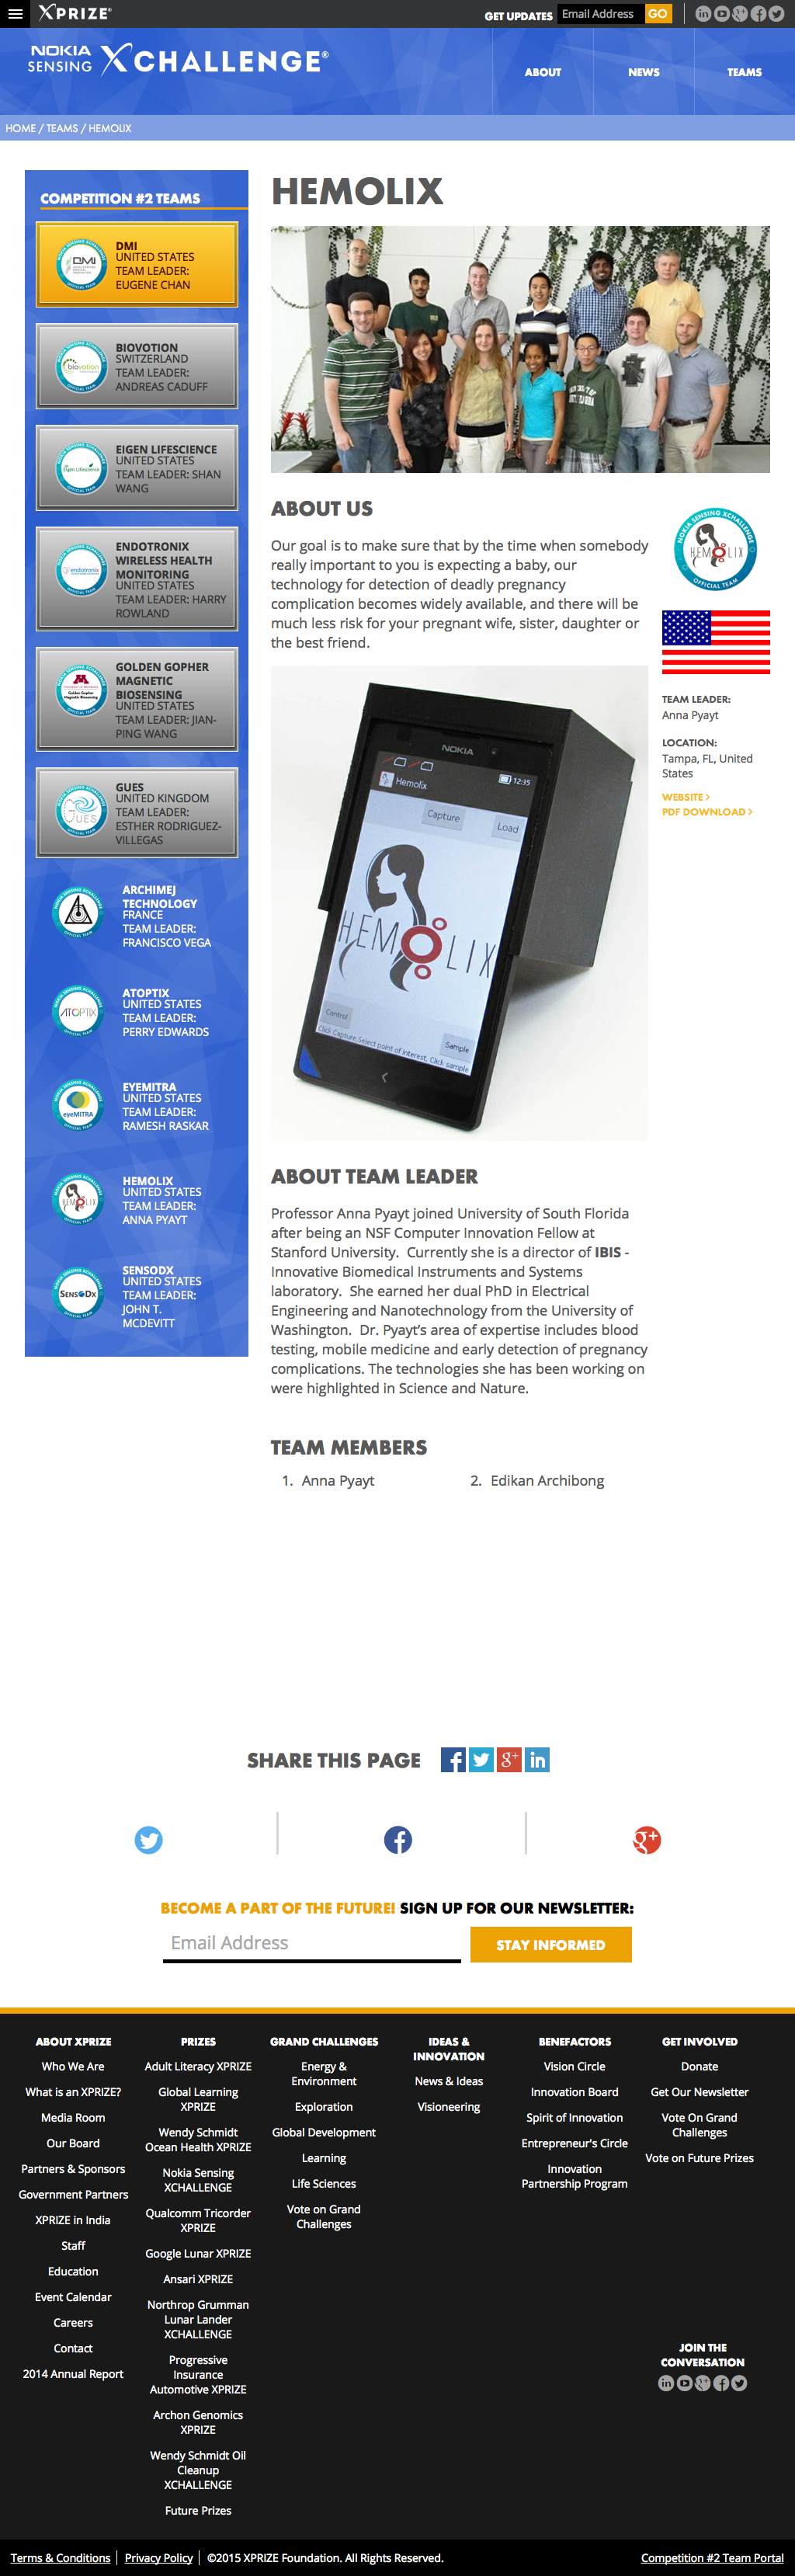 XPRIZE®
GET UPDATES
Email Address
GO
NOKIA
SENSING
XCHALLENGE®
ABOUT
NEWS
TEAMS
HOME / TEAMS / HEMOLIX
COMPETITION #2 TEAMS
DMI
UNITED STATES
TEAM LEADER:
EUGENE CHAN
BIOVOTION
SWITZERLAND
TEAM LEADER:
ANDREAS CADUFF
EIGEN LIFESCIENCE
UNITED STATES
TEAM LEADER: SHAN
WANG
ENDOTRONIX
WIRELESS HEALTH
MONITORING
UNITED STATES
TEAM LEADER: HARRY
ROWLAND
GOLDEN GOPHER
MAGNETIC
BIOSENSING
UNITED STATES
TEAM LEADER: JIAN-
PING WANG
GUES
UNITED KINGDOM
TEAM LEADER:
ESTHER RODRIGUEZ-
VILLEGAS
ARCHIMEJ
TECHNOLOGY
FRANCE
TEAM LEADER:
FRANCISCO VEGA
ATOPTIX
UNITED STATES
TEAM LEADER:
PERRY EDWARDS
EYEMITRA
UNITED STATES
TEAM LEADER:
RAMESH RASKAR
HEMOLIX
UNITED STATES
TEAM LEADER:
ANNA PYAYT
SENSODX
UNITED STATES
TEAM LEADER:
JOHN T.
MCDEVITT
HEMOLIX
ABOUT US
Our goal is to make sure that by the time when somebody
really important to you is expecting a baby, our
technology for detection of deadly pregnancy
complication becomes widely available, and there will be
much less risk for your pregnant wife, sister, daughter or
the best friend.
NOKIA
12:35
Hemolix
Capture
Load
HEMOLIX
Control
Sample
Click Capture,Select point of interest, Click sample
NOKIA SENSING XCHALLENGE
HEMOLIX
OFFICIAL TEAM
TEAM LEADER:
Anna Pyayt
LOCATION:
Tampa, FL, United
States
WEBSITE >
PDF DOWNLOAD >
ABOUT TEAM LEADER
Professor Anna Pyayt joined University of South Florida
after being an NSF Computer Innovation Fellow at
Stanford University.  Currently she is a director of IBIS -
Innovative Biomedical Instruments and Systems
laboratory.  She earned her dual PhD in Electrical
Engineering and Nanotechnology from the University of
Washington.  Dr. Pyayt's area of expertise includes blood
testing, mobile medicine and early detection of pregnancy
complications. The technologies she has been working on
were highlighted in Science and Nature.
TEAM MEMBERS
1. Anna Pyayt
2. Edikan Archibong
SHARE THIS PAGE
BECOME A PART OF THE FUTURE! SIGN UP FOR OUR NEWSLETTER:
Email Address
STAY INFORMED
ABOUT XPRIZE
Who We Are
What is an XPRIZE?
Media Room
Our Board
Partners & Sponsors
Government Partners
XPRIZE in India
Staff
Education
Event Calendar
Careers
Contact
2014 Annual Report
PRIZES
Adult Literacy XPRIZE
Global Learning
XPRIZE
Wendy Schmidt
Ocean Health XPRIZE
Nokia Sensing
XCHALLENGE
Qualcomm Tricorder
XPRIZE
Google Lunar XPRIZE
Ansari XPRIZE
Northrop Grumman
Lunar Lander
XCHALLENGE
Progressive
Insurance
Automotive XPRIZE
Archon Genomics
XPRIZE
Wendy Schmidt Oil
Cleanup
XCHALLENGE
Future Prizes
GRAND CHALLENGES
Energy &
Environment
Exploration
Global Development
Learning
Life Sciences
Vote on Grand
Challenges
IDEAS &
INNOVATION
News & Ideas
Visioneering
BENEFACTORS
Vision Circle
Innovation Board
Spirit of Innovation
Entrepreneur's Circle
Innovation
Partnership Program
GET INVOLVED
Donate
Get Our Newsletter
Vote On Grand
Challenges
Vote on Future Prizes
JOIN THE
CONVERSATION
Terms & Conditions
Privacy Policy
©2015 XPRIZE Foundation. All Rights Reserved.
Competition #2 Team Portal